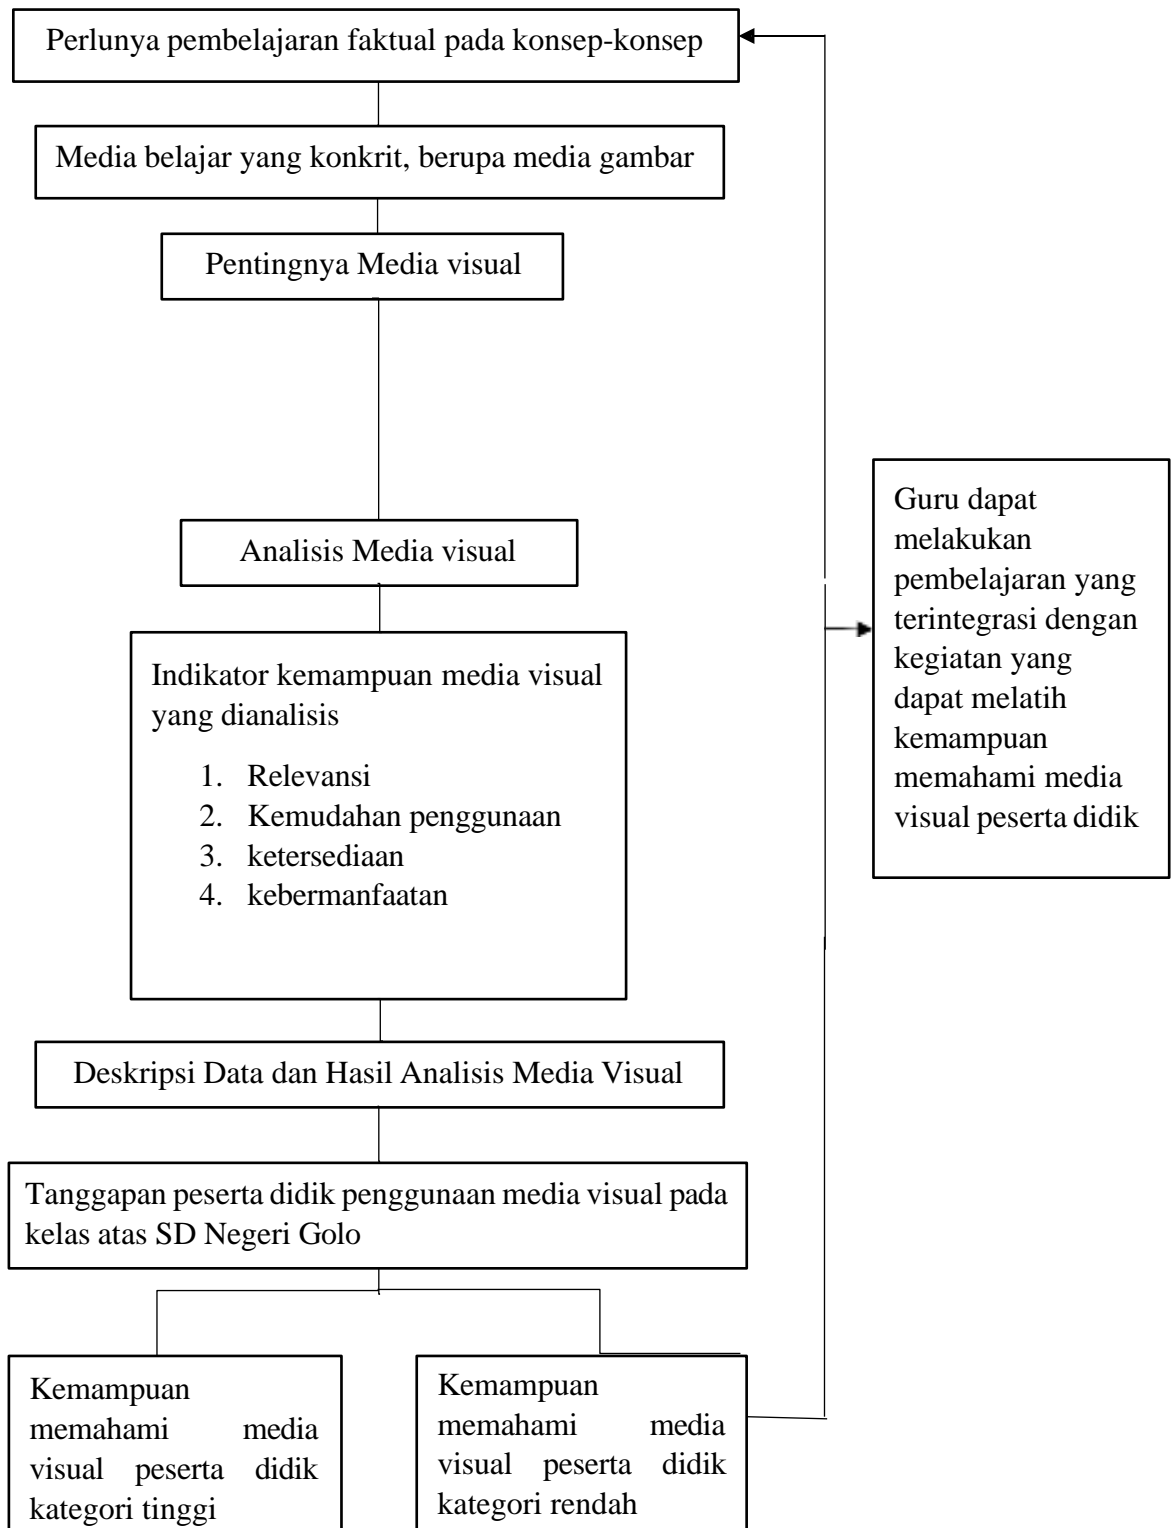 Perlunya pembelajaran faktual pada konsep-konsep
Media belajar yang konkrit, berupa media gambar
Pentingnya Media visual
Analisis Media visual
Indikator kemampuan media visual
yang dianalisis
1. Relevansi
2. Kemudahan penggunaan
3. ketersediaan
4. kebermanfaatan
Guru dapat
melakukan
pembelajaran yang
terintegrasi dengan
kegiatan yang
dapat melatih
kemampuan
memahami media
visual peserta didik
Deskripsi Data dan Hasil Analisis Media Visual
Tanggapan peserta didik penggunaan media visual pada
kelas atas SD Negeri Golo
Kemampuan
memahami media
visual peserta didik
kategori tinggi
Kemampuan
memahami media
visual peserta didik
kategori rendah